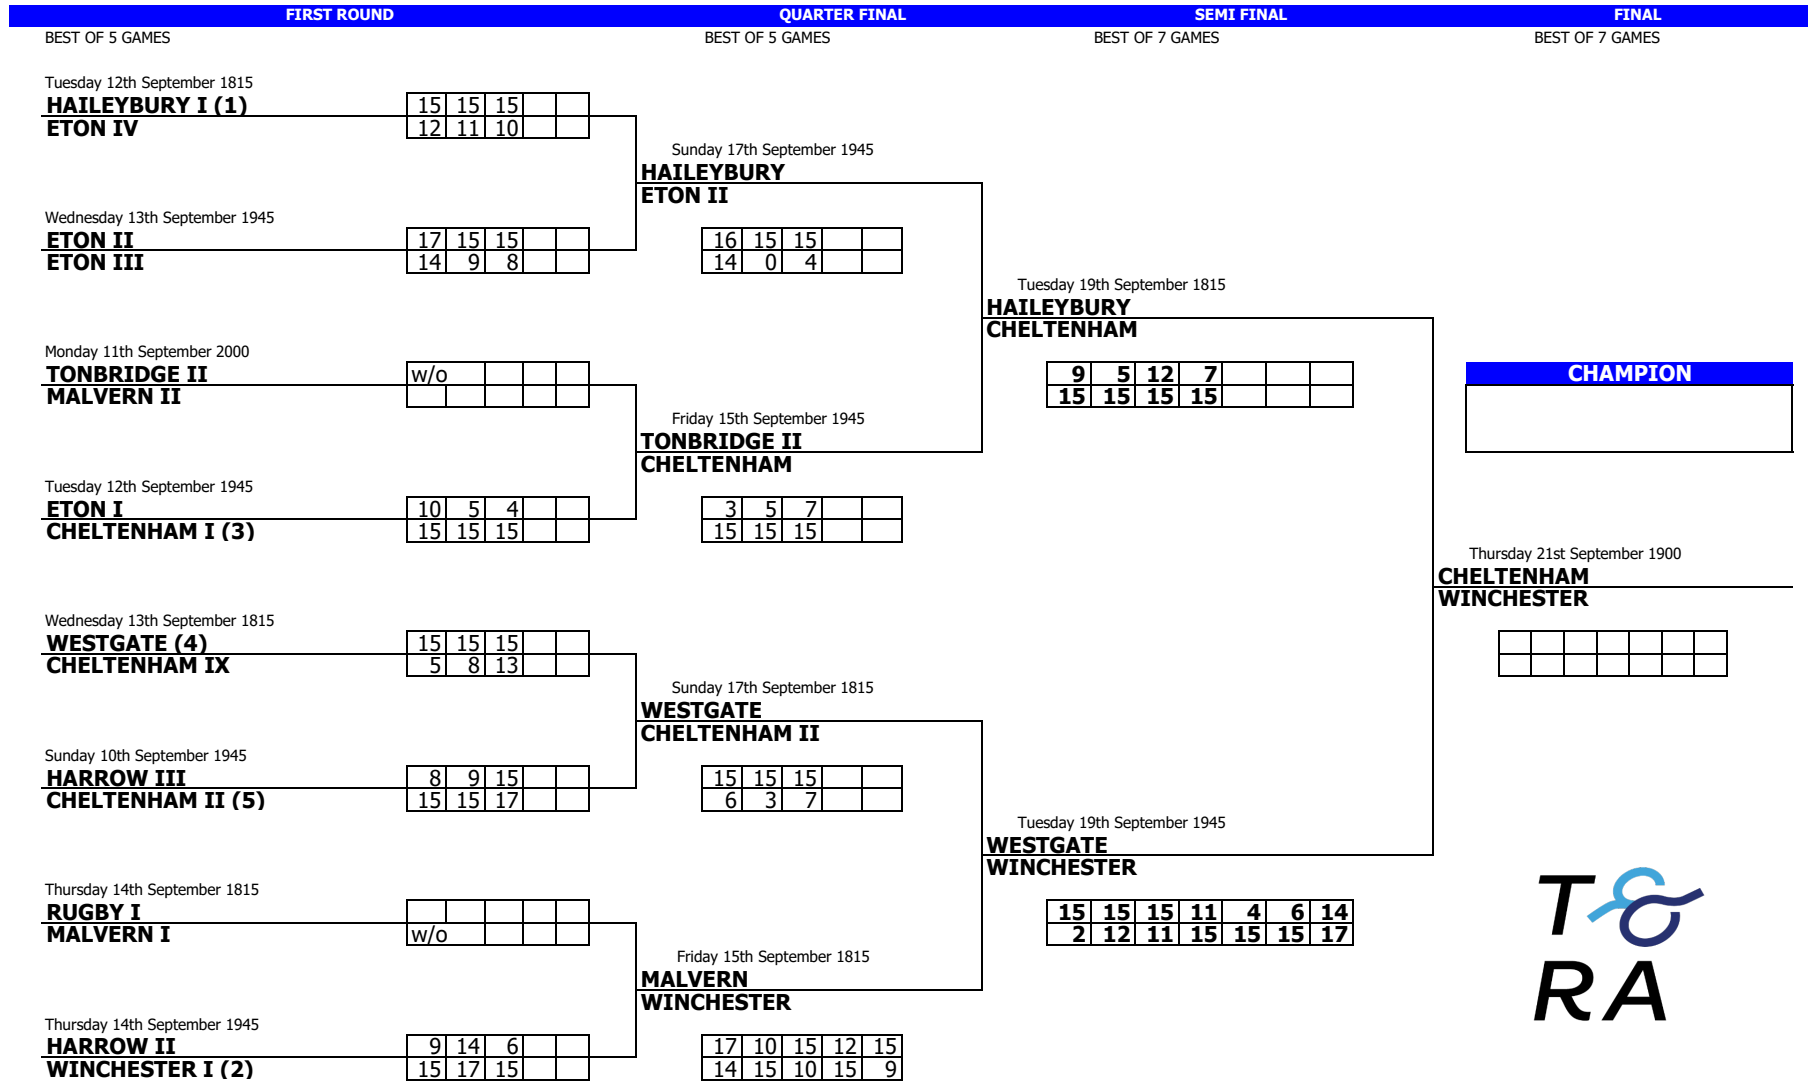 FIRST ROUND QUARTER FINAL SEMI FINAL FINAL
BEST OF 5 GAMES BEST OF 5 GAMES BEST OF 7 GAMES BEST OF 7 GAMES
Tuesday 12th September 1815
HAILEYBURY I (1) 15 15 15
ETON IV 12 11 10
Sunday 17th September 1945
HAILEYBURY
ETON II
Wednesday 13th September 1945
ETON II 17 15 15 16 15 15
ETON III 14 9 8 14 0 4
Tuesday 19th September 1815
HAILEYBURY
CHELTENHAM
Monday 11th September 2000
TONBRIDGE II w/o 9 5 12 7 CHAMPION
MALVERN II 15 15 15 15
Friday 15th September 1945
TONBRIDGE II
CHELTENHAM
Tuesday 12th September 1945
ETON I 10 5 4 3 5 7
CHELTENHAM I (3) 15 15 15 15 15 15
Thursday 21st September 1900
CHELTENHAM
WINCHESTER
Wednesday 13th September 1815
WESTGATE (4) 15 15 15
CHELTENHAM IX 5 8 13
Sunday 17th September 1815
WESTGATE
CHELTENHAM II
Sunday 10th September 1945
HARROW III 8 9 15 15 15 15
CHELTENHAM II (5) 15 15 17 6 3 7
Tuesday 19th September 1945
WESTGATE
WINCHESTER
Thursday 14th September 1815
RUGBY I 15 15 15 11 4 6 14
MALVERN I w/o 2 12 11 15 15 15 17
Friday 15th September 1815
MALVERN
WINCHESTER
Thursday 14th September 1945
HARROW II 9 14 6 17 10 15 12 15
WINCHESTER I (2) 15 17 15 14 15 10 15 9
T&
RA